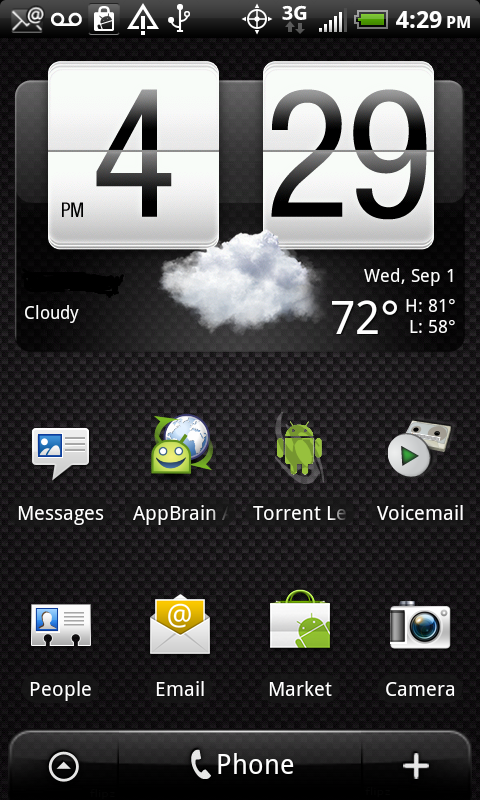 3G
4:29 PM
4 29
PM
Wed, Sep 1
Cloudy
72° H: 81°
L: 58°
Messages AppBrain Torrent Voicemail
People Email Market Camera
Phone